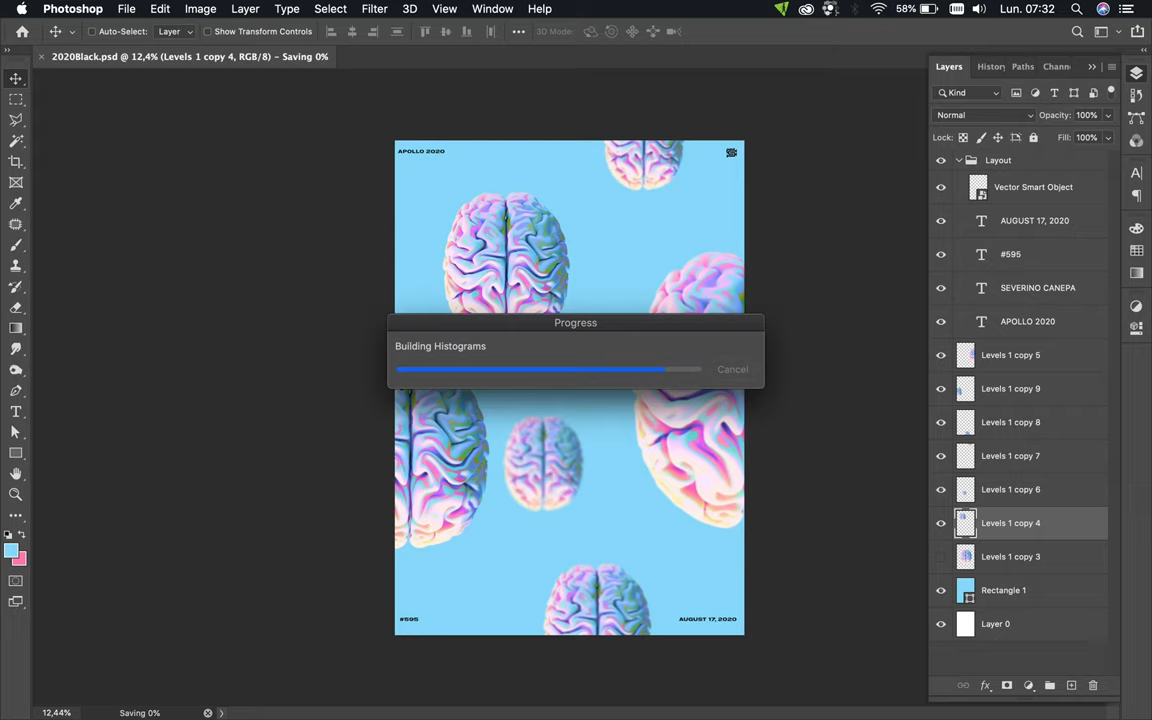 Photoshop File Edit Image Layer Type Select Filter 3D View Window Help 58% Lun. 07:32
Auto-Select: Layer Show Transform Controls 3D Mode:
2020Black.psd @ 12,4% (Levels 1 copy 4, RGB/8) – Saving 0%
Layers History Paths Chann
Kind
Normal Opacity: 100%
Lock: Fill: 100%
Layout
Vector Smart Object
AUGUST 17, 2020
#595
SEVERINO CANEPA
APOLLO 2020
Levels 1 copy 5
Levels 1 copy 9
Levels 1 copy 8
Levels 1 copy 7
Levels 1 copy 6
Levels 1 copy 4
Levels 1 copy 3
Rectangle 1
Layer 0
APOLLO 2020
Progress
Building Histograms
Cancel
#595 AUGUST 17, 2020
12,44% Saving 0%